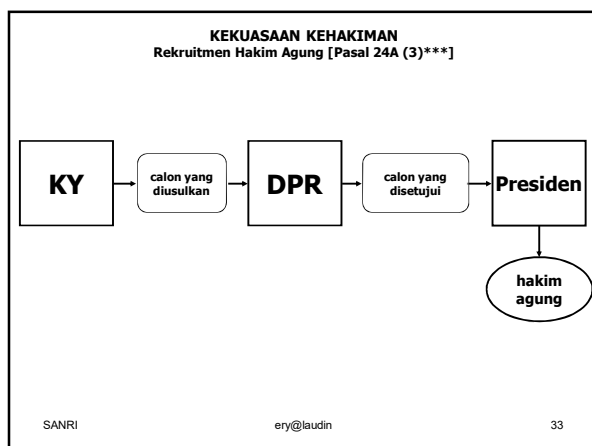 KEKUASAAN KEHAKIMAN
Rekruitmen Hakim Agung [Pasal 24A (3)***]
KY
calon yang
diusulkan
DPR
calon yang
disetujui
Presiden
hakim
agung
SANRI
ery@laudin
33